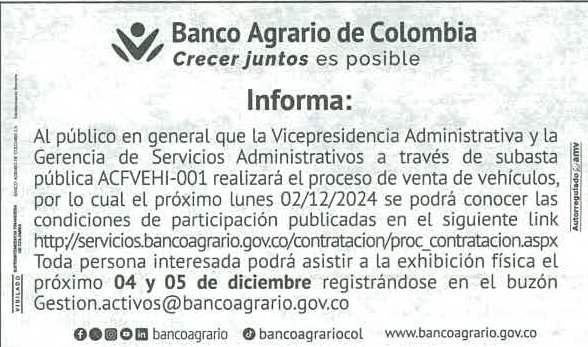 Banco Agrario de Colombia
Crecer juntos es posible
Informa:
Al público en general que la Vicepresidencia Administrativa y la
Gerencia de Servicios Administrativos a través de subasta
pública ACFVEHI-001 realizará el proceso de venta de vehículos,
por lo cual el próximo lunes 02/12/2024 se podrá conocer las
condiciones de participación publicadas en el siguiente link
http://servicios.bancoagrario.gov.co/contratacion/proc_contratacion.aspx
Toda persona interesada podrá asistir a la exhibición física el
próximo 04 y 05 de diciembre registrándose en el buzón
Gestion.activos@bancoagrario.gov.co
bancoagrario bancoagrariocol www.bancoagrario.gov.co
VIGILADO SUPERINTENDENCIA FINANCIERA
DE COLOMBIA
Autorregulado amv